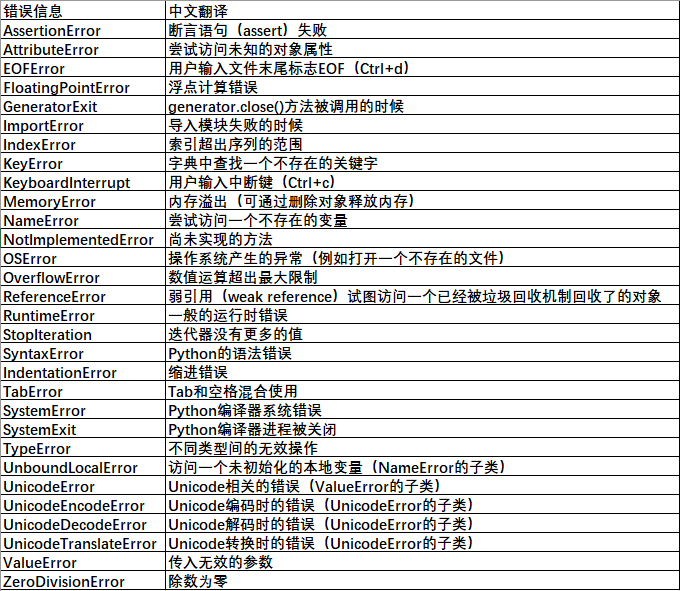 错误信息 中文翻译
AssertionError 断言语句（assert）失败
AttributeError 尝试访问未知的对象属性
EOFError 用户输入文件末尾标志EOF（Ctrl+d）
FloatingPointError 浮点计算错误
GeneratorExit generator.close()方法被调用的时候
ImportError 导入模块失败的时候
IndexError 索引超出序列的范围
KeyError 字典中查找一个不存在的关键字
KeyboardInterrupt 用户输入中断键（Ctrl+c）
MemoryError 内存溢出（可通过删除对象释放内存）
NameError 尝试访问一个不存在的变量
NotImplementedError 尚未实现的方法
OSError 操作系统产生的异常（例如打开一个不存在的文件）
OverflowError 数值运算超出最大限制
ReferenceError 弱引用（weak reference）试图访问一个已经被垃圾回收机制回收了的对象
RuntimeError 一般的运行时错误
StopIteration 迭代器没有更多的值
SyntaxError Python的语法错误
IndentationError 缩进错误
TabError Tab和空格混合使用
SystemError Python编译器系统错误
SystemExit Python编译器进程被关闭
TypeError 不同类型间的无效操作
UnboundLocalError 访问一个未初始化的本地变量（NameError的子类）
UnicodeError Unicode相关的错误（ValueError的子类）
UnicodeEncodeError Unicode编码时的错误（UnicodeError的子类）
UnicodeDecodeError Unicode解码时的错误（UnicodeError的子类）
UnicodeTranslateError Unicode转换时的错误（UnicodeError的子类）
ValueError 传入无效的参数
ZeroDivisionError 除数为零